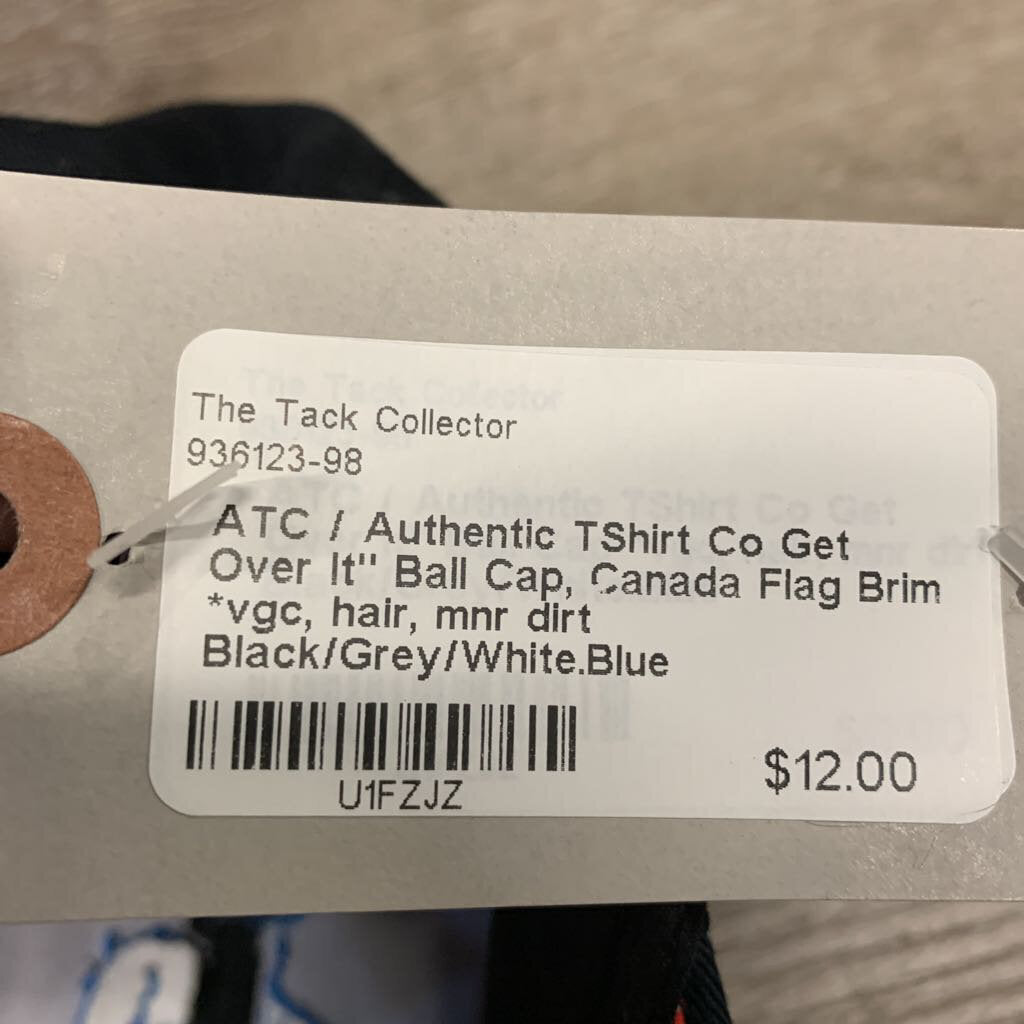 The Tack Collector
936123-98
ATC / Authentic TShirt Co Get
Over It" Ball Cap, Canada Flag Brim
*vgc, hair, mnr dirt
Black/Grey/White.Blue
U1FZJZ
$12.00